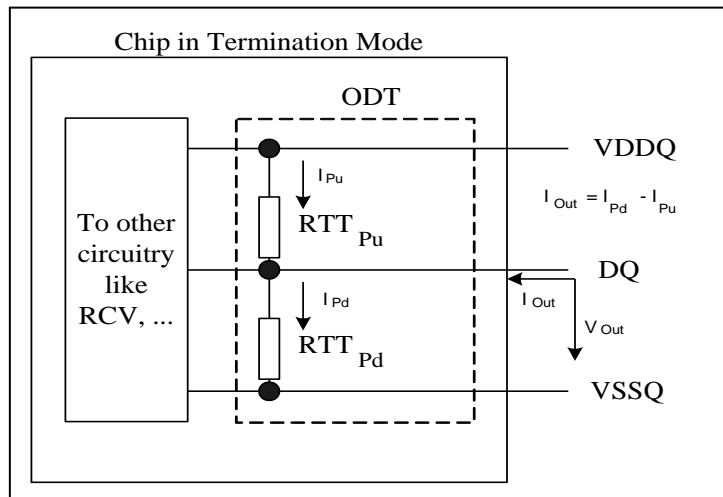 Chip in Termination Mode
ODT
VDDQ
I Pu
I Out = I Pd - I Pu
To other
circuitry
like
RCV, ...
RTT Pu
DQ
I Out
I Pd
V Out
RTT Pd
VSSQ